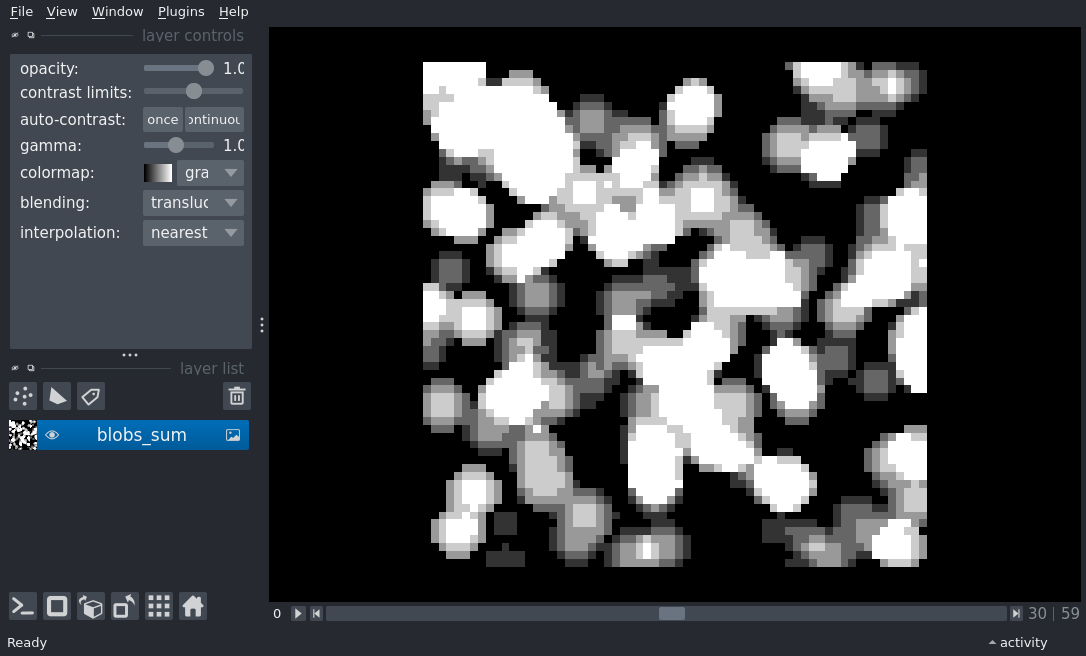 File View Window Plugins Help
layer controls
opacity: 1.0
contrast limits:
auto-contrast: once ontinuou
gamma: 1.0
colormap: gra
blending: transluc
interpolation: nearest
layer list
blobs_sum
0 30 | 59
Ready activity